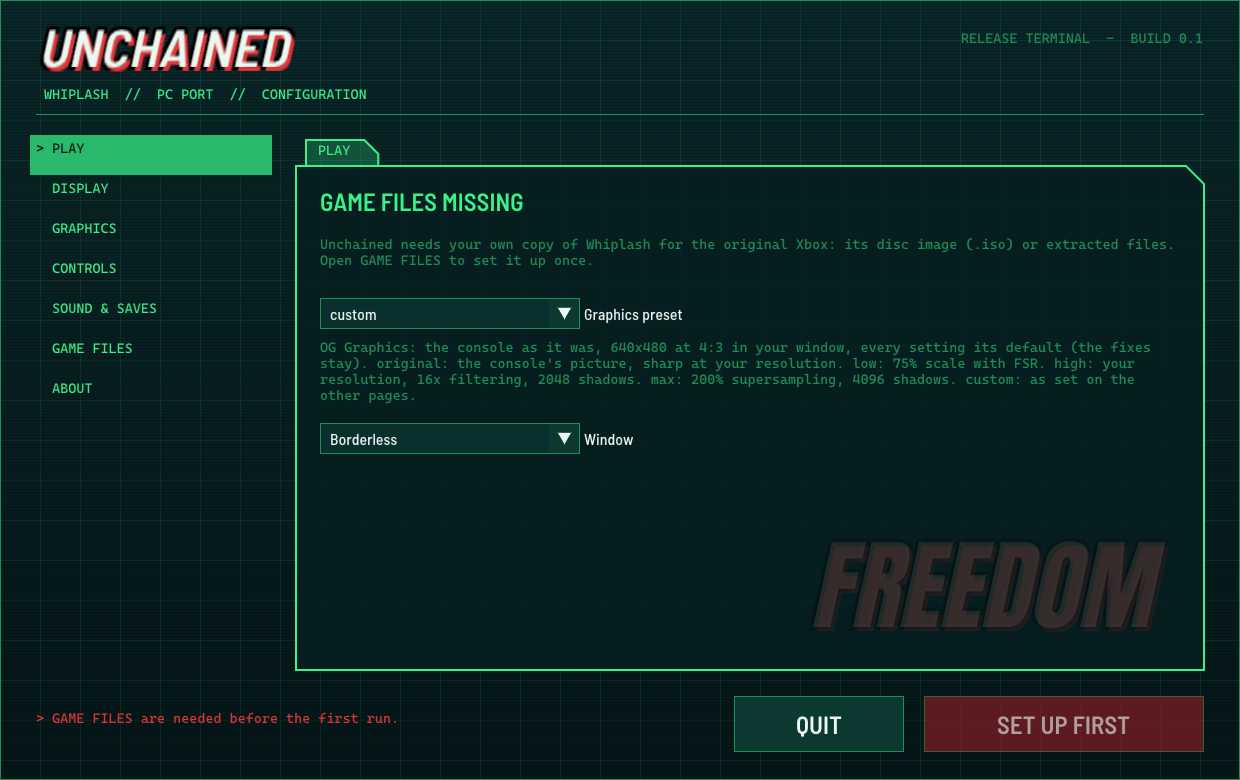 UNCHAINED
RELEASE TERMINAL – BUILD 0.1
WHIPLASH // PC PORT // CONFIGURATION
> PLAY
DISPLAY
GRAPHICS
CONTROLS
SOUND & SAVES
GAME FILES
ABOUT
PLAY
GAME FILES MISSING
Unchained needs your own copy of Whiplash for the original Xbox: its disc image (.iso) or extracted files.
Open GAME FILES to set it up once.
custom
Graphics preset
OG Graphics: the console as it was, 640x480 at 4:3 in your window, every setting its default (the fixes
stay). original: the console's picture, sharp at your resolution. low: 75% scale with FSR. high: your
resolution, 16x filtering, 2048 shadows. max: 200% supersampling, 4096 shadows. custom: as set on the
other pages.
Borderless
Window
FREEDOM
> GAME FILES are needed before the first run.
QUIT
SET UP FIRST